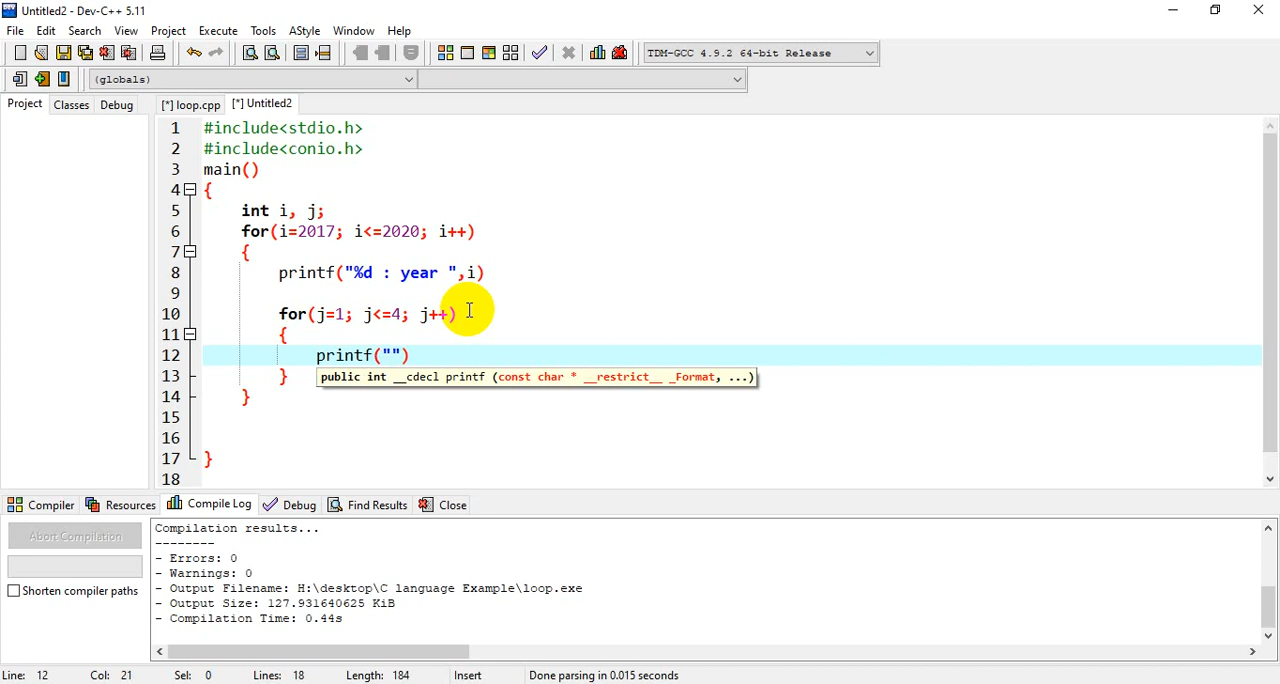 Untitled2 - Dev-C++ 5.11
File Edit Search View Project Execute Tools AStyle Window Help
TDM-GCC 4.9.2 64-bit Release
(globals)
Project Classes Debug [*] loop.cpp [*] Untitled2
1 #include<stdio.h>
2 #include<conio.h>
3 main()
4 {
5 int i, j;
6 for(i=2017; i<=2020; i++)
7 {
8 printf("%d : year ",i)
9
10 for(j=1; j<=4; j++)
11 {
12 printf("")
13 }
public int __cdecl printf (const char * __restrict__ _Format, ...)
14 }
15
16
17 }
18
Compiler Resources Compile Log Debug Find Results Close
Abort Compilation
Shorten compiler paths
Compilation results...
--------
- Errors: 0
- Warnings: 0
- Output Filename: H:\desktop\C language Example\loop.exe
- Output Size: 127.931640625 KiB
- Compilation Time: 0.44s
Line: 12 Col: 21 Sel: 0 Lines: 18 Length: 184 Insert Done parsing in 0.015 seconds